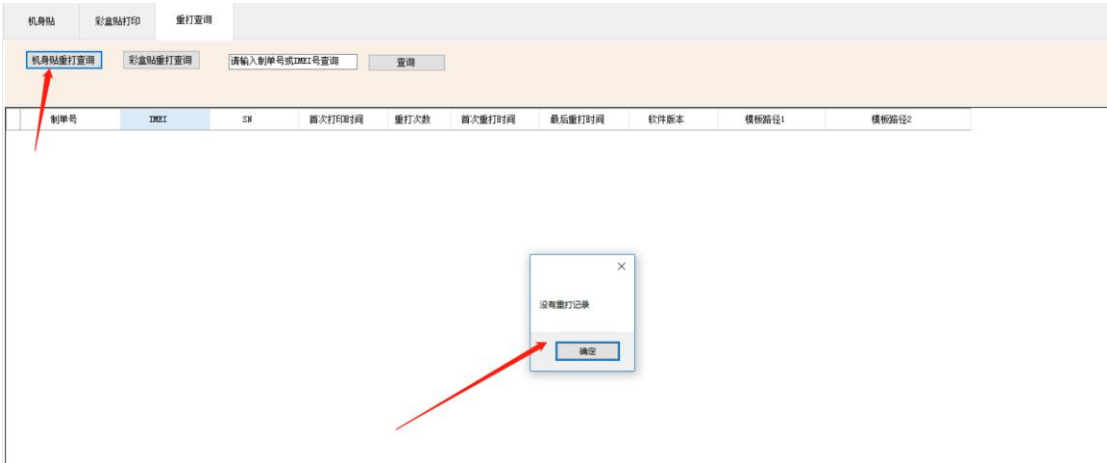 机身贴 彩盒贴打印 重打查询
机身贴重打查询 彩盒贴重打查询 请输入制单号或IMEI号查询 查询
制单号 IMEI SN 首次打印时间 重打次数 首次重打时间 最后重打时间 软件版本 模板路径1 模板路径2
没有重打记录
确定